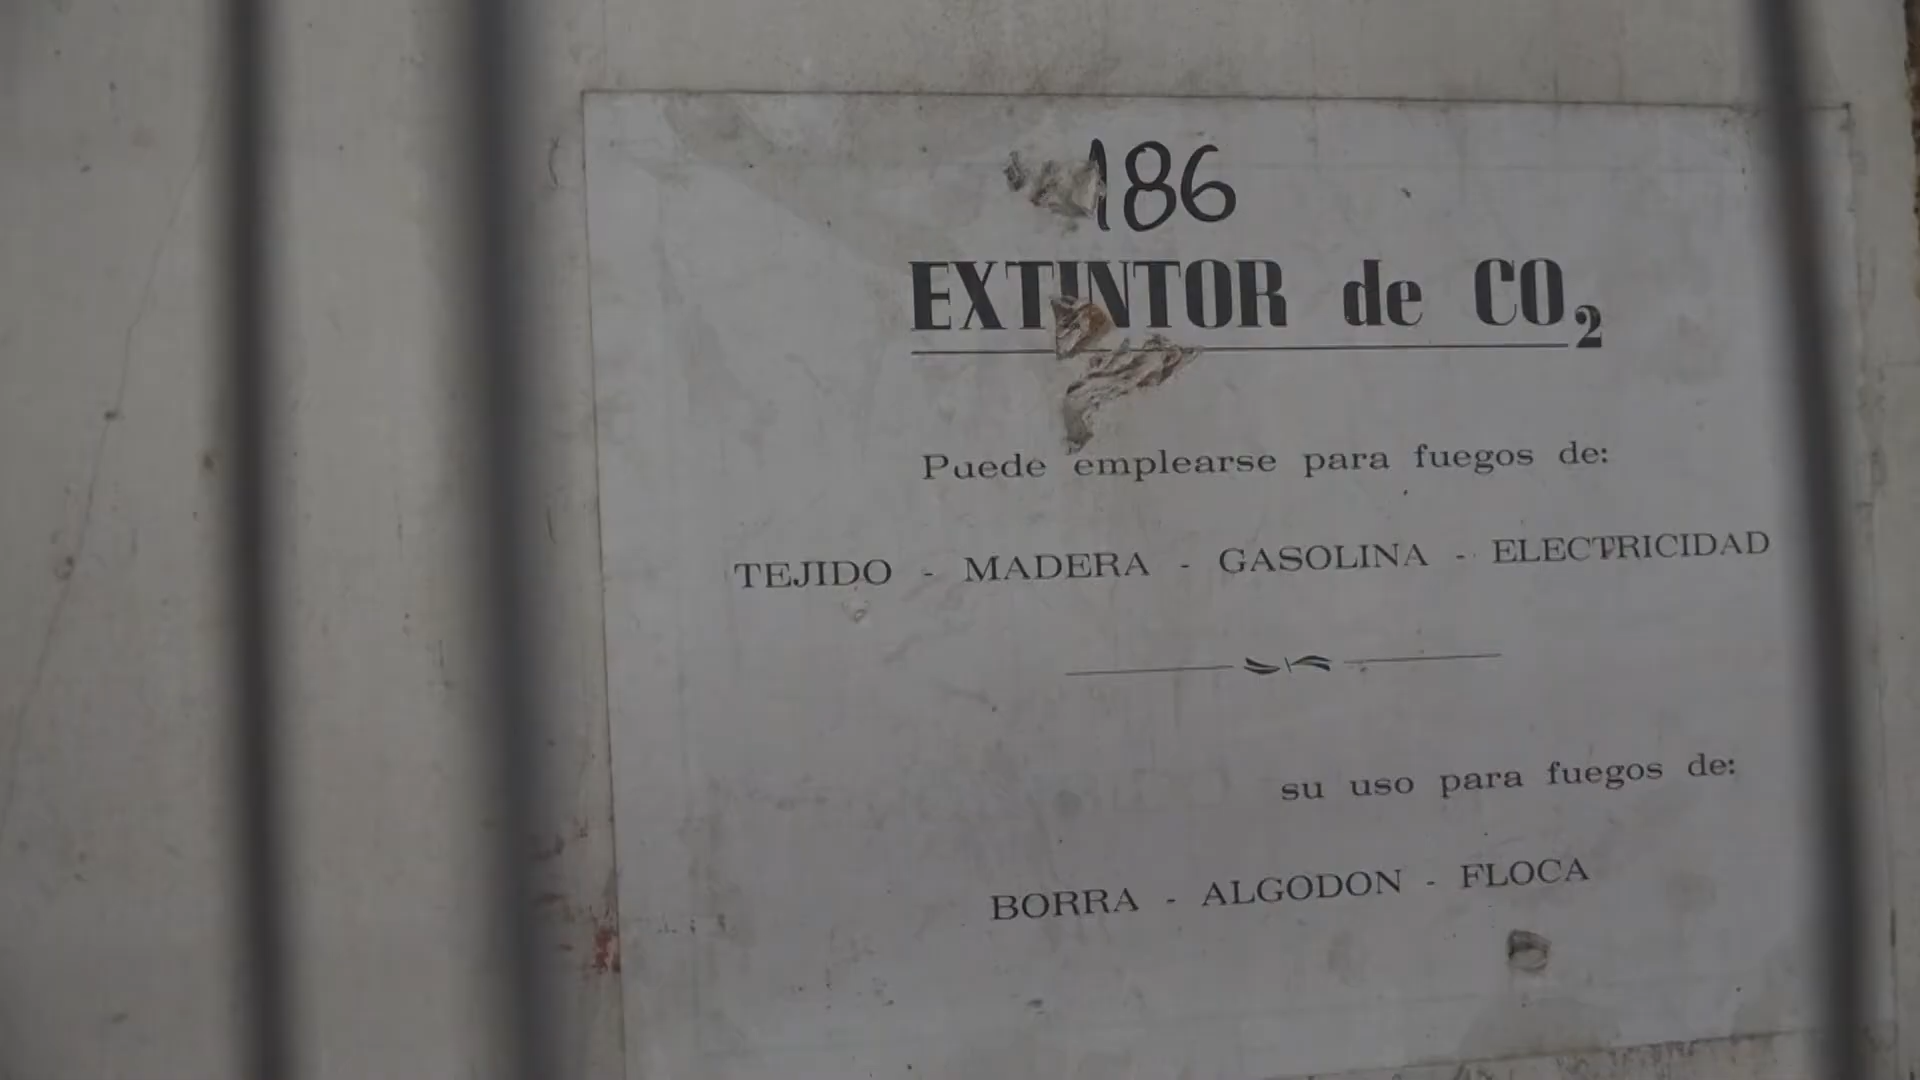 186
EXTINTOR de CO₂
Puede emplearse para fuegos de:
TEJIDO - MADERA - GASOLINA - ELECTRICIDAD
su uso para fuegos de:
BORRA - ALGODON - FLOCA